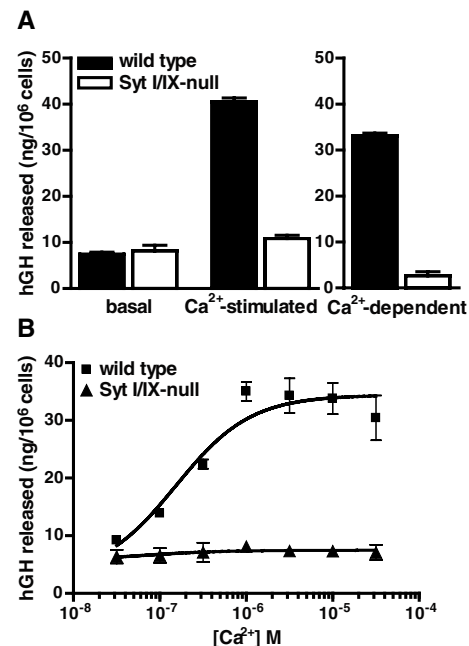 A
hGH released (ng/10⁶ cells)
50
40
30
20
10
0
wild type
Syt I/IX-null
basal
Ca²⁺-stimulated
50
40
30
20
10
0
Ca²⁺-dependent
B
hGH released (ng/10⁶ cells)
40
30
20
10
0
wild type
Syt I/IX-null
10⁻⁸
10⁻⁷
10⁻⁶
10⁻⁵
10⁻⁴
[Ca²⁺] M